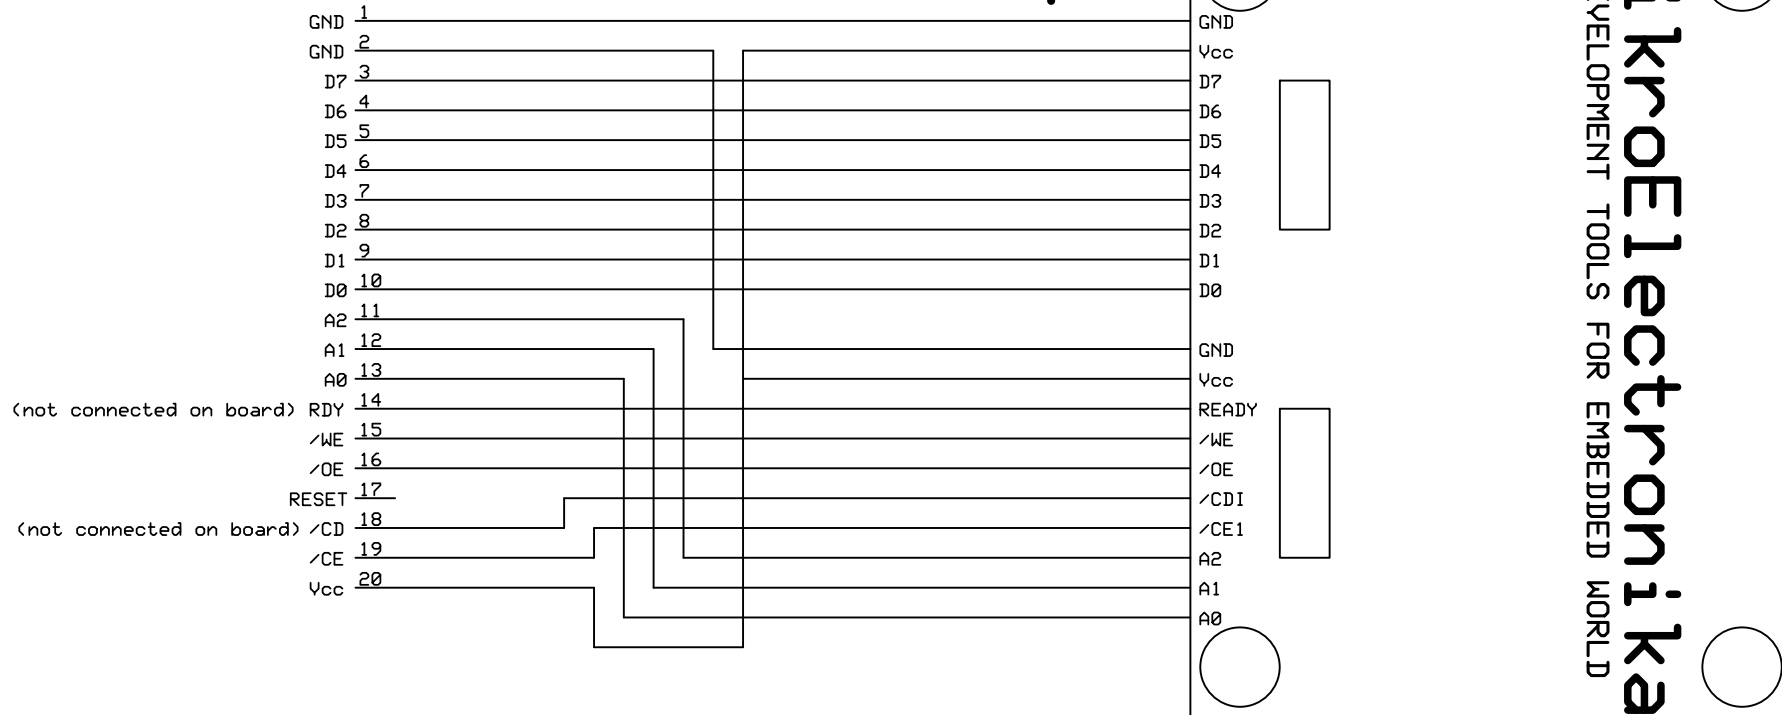 GND 1 GND
GND 2 Vcc
D7 3 D7
D6 4 D6
D5 5 D5
D4 6 D4
D3 7 D3
D2 8 D2
D1 9 D1
D0 10 D0
A2 11
A1 12 GND
A0 13 Vcc
(not connected on board) RDY 14 READY
/WE 15 /WE
/OE 16 /OE
RESET 17 /CDI
(not connected on board) /CD 18 /CE1
/CE 19 A2
Vcc 20 A1
A0
ikroElectronika
EVELOPMENT TOOLS FOR EMBEDDED WORLD